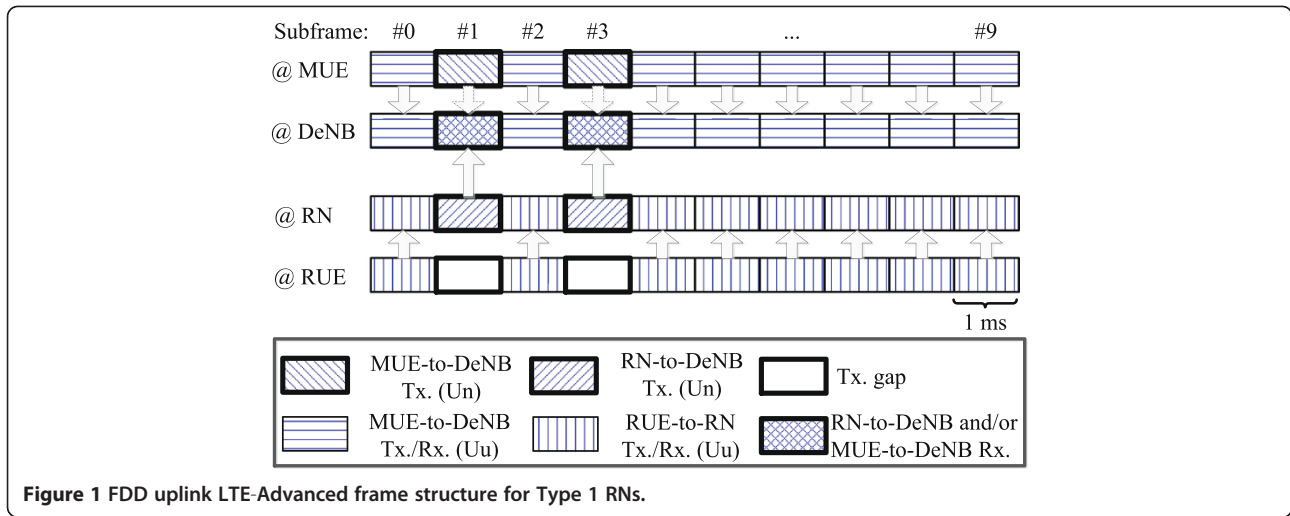 Subframe: #0 #1 #2 #3 ... #9
@ MUE
@ DeNB
@ RN
@ RUE
1 ms
MUE-to-DeNB
Tx. (Un)
RN-to-DeNB
Tx. (Un)
Tx. gap
MUE-to-DeNB
Tx./Rx. (Uu)
RUE-to-RN
Tx./Rx. (Uu)
RN-to-DeNB and/or
MUE-to-DeNB Rx.
Figure 1 FDD uplink LTE-Advanced frame structure for Type 1 RNs.